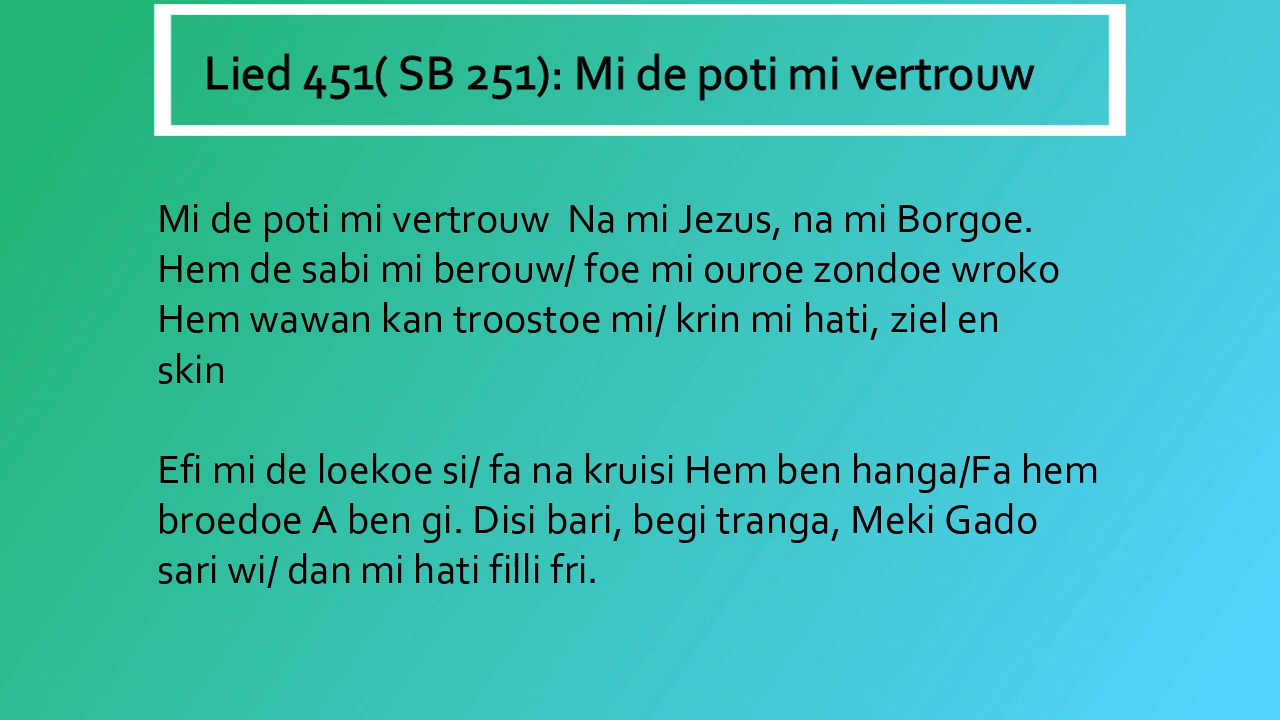 Lied 451( SB 251): Mi de poti mi vertrouw
Mi de poti mi vertrouw  Na mi Jezus, na mi Borgoe.
Hem de sabi mi berouw/ foe mi ouroe zondoe wroko
Hem wawan kan troostoe mi/ krin mi hati, ziel en
skin
Efi mi de loekoe si/ fa na kruisi Hem ben hanga/Fa hem
broedoe A ben gi. Disi bari, begi tranga, Meki Gado
sari wi/ dan mi hati filli fri.